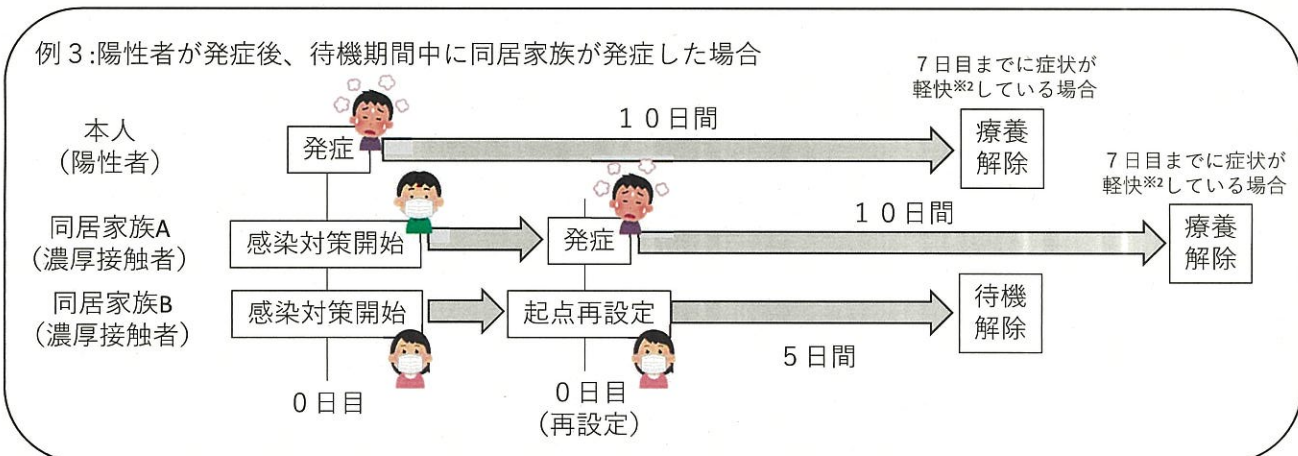 例３:陽性者が発症後、待機期間中に同居家族が発症した場合
７日目までに症状が
軽快※2している場合
本人
（陽性者）
発症
１０日間
療養
解除
７日目までに症状が
軽快※2している場合
同居家族A
（濃厚接触者）
感染対策開始
発症
１０日間
療養
解除
同居家族B
（濃厚接触者）
感染対策開始
起点再設定
５日間
待機
解除
０日目
０日目
（再設定）